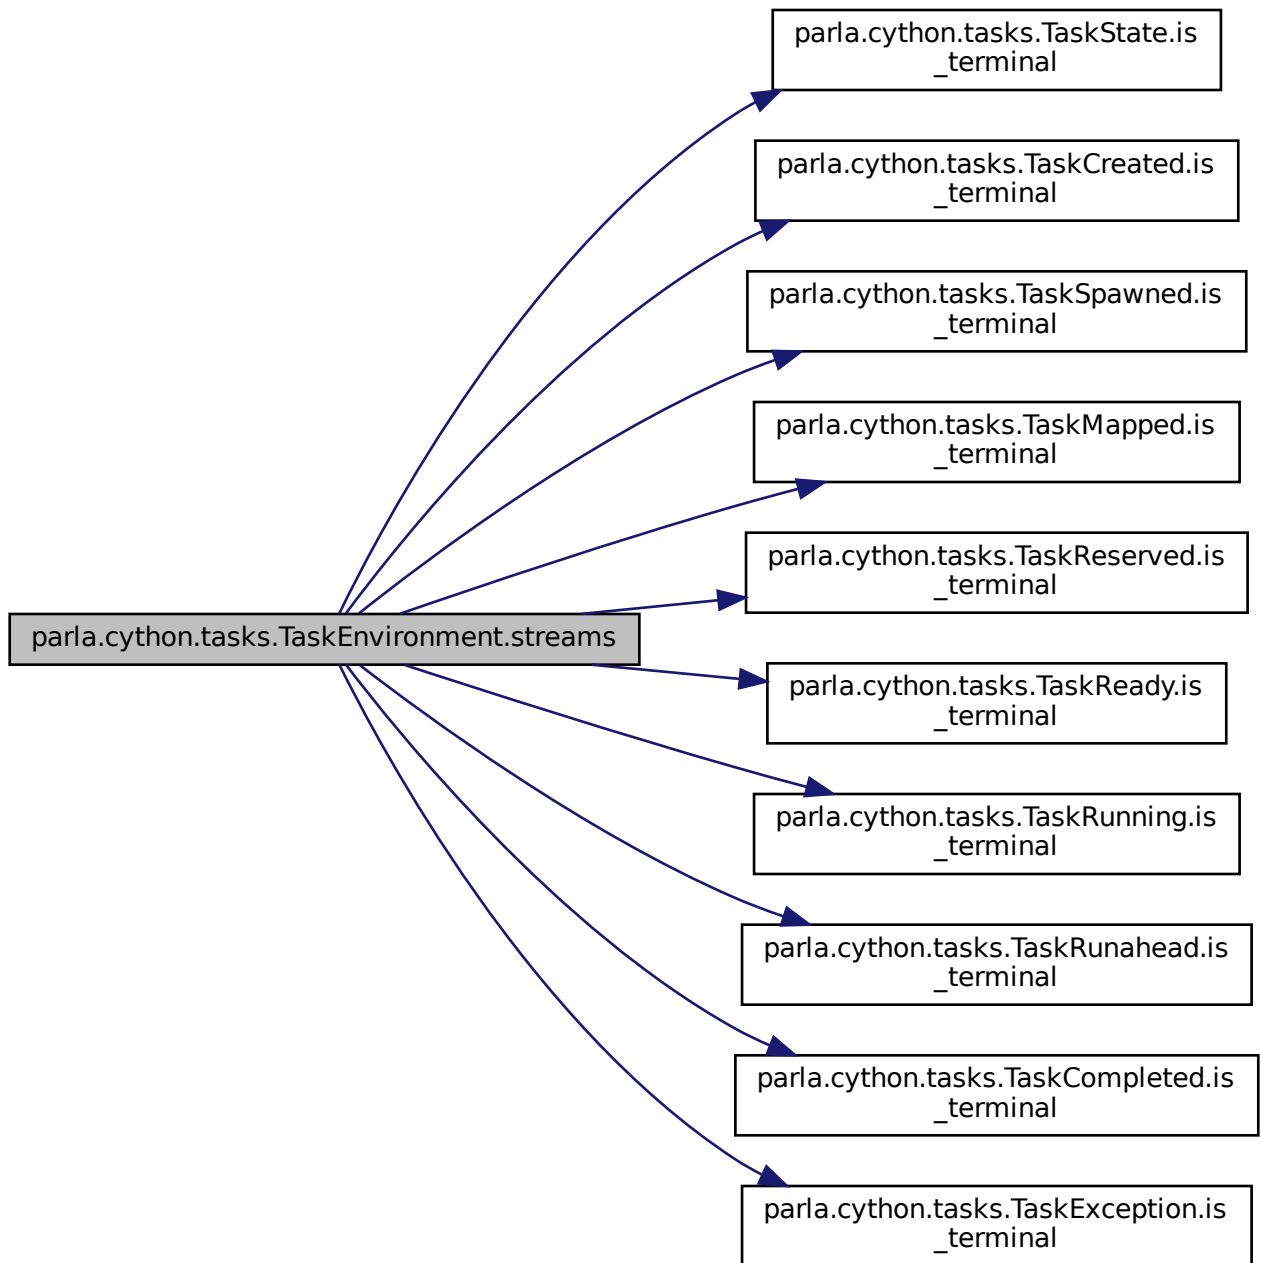 parla.cython.tasks.TaskState.is
_terminal
parla.cython.tasks.TaskCreated.is
_terminal
parla.cython.tasks.TaskSpawned.is
_terminal
parla.cython.tasks.TaskMapped.is
_terminal
parla.cython.tasks.TaskReserved.is
_terminal
parla.cython.tasks.TaskEnvironment.streams
parla.cython.tasks.TaskReady.is
_terminal
parla.cython.tasks.TaskRunning.is
_terminal
parla.cython.tasks.TaskRunahead.is
_terminal
parla.cython.tasks.TaskCompleted.is
_terminal
parla.cython.tasks.TaskException.is
_terminal